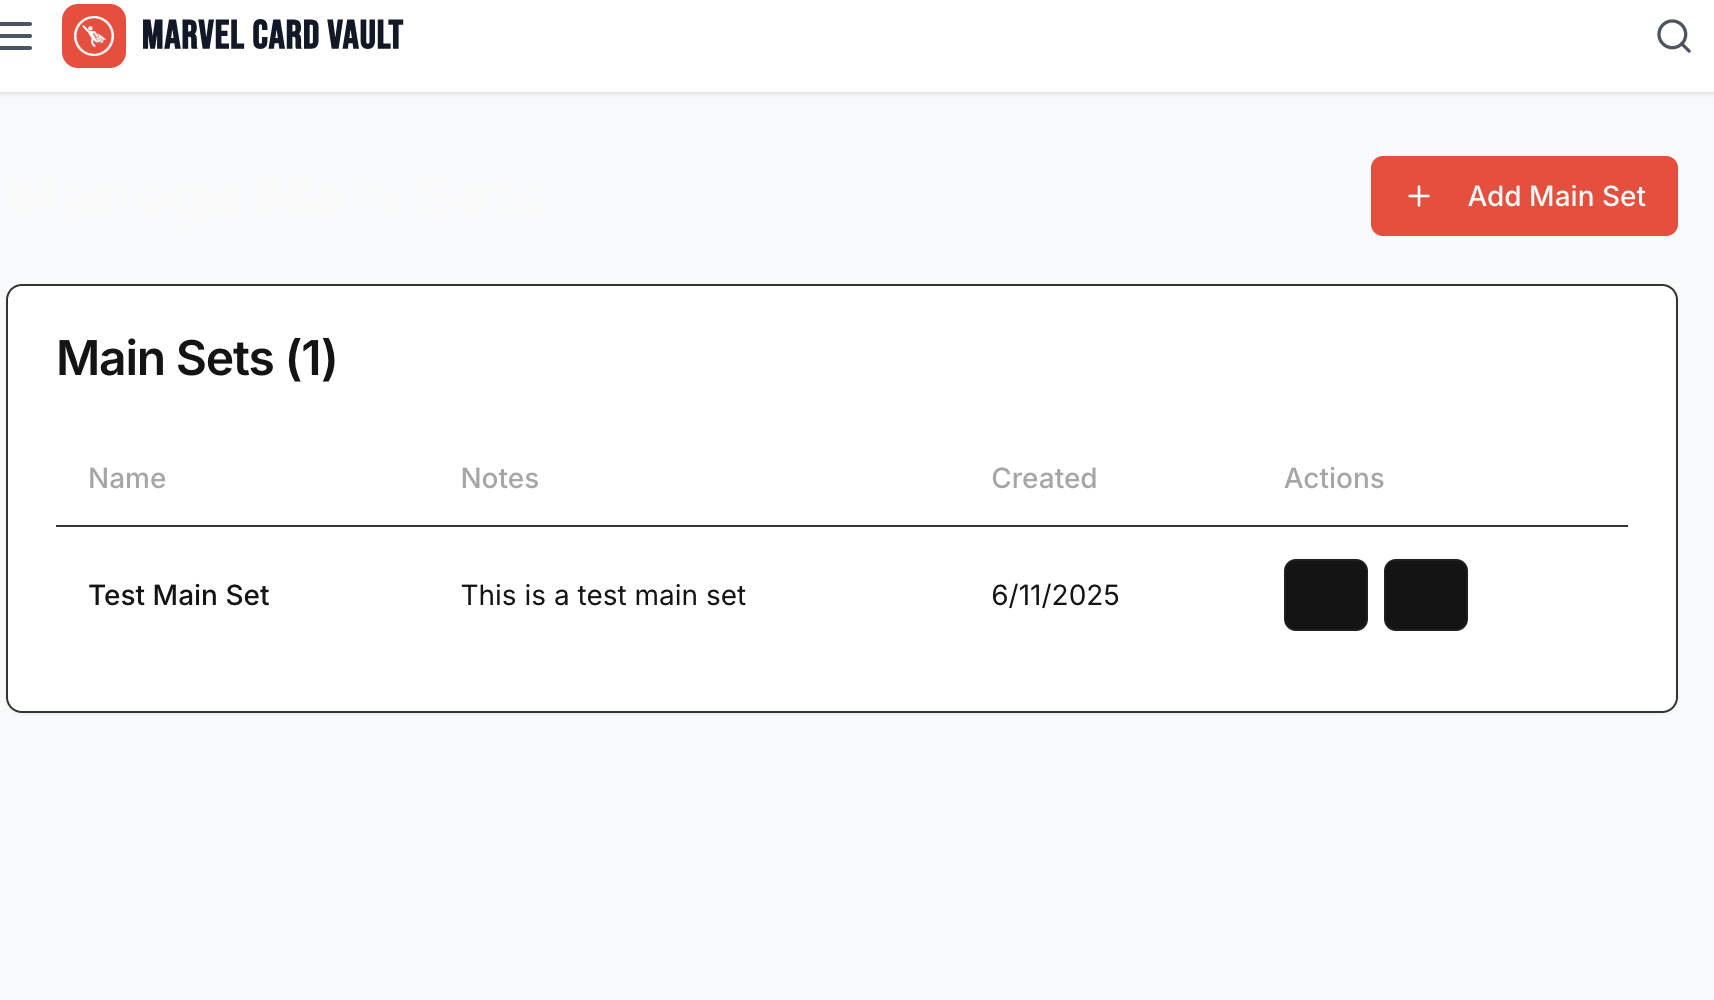 MARVEL CARD VAULT
Add Main Set
Main Sets (1)
Name Notes Created Actions
Test Main Set This is a test main set 6/11/2025